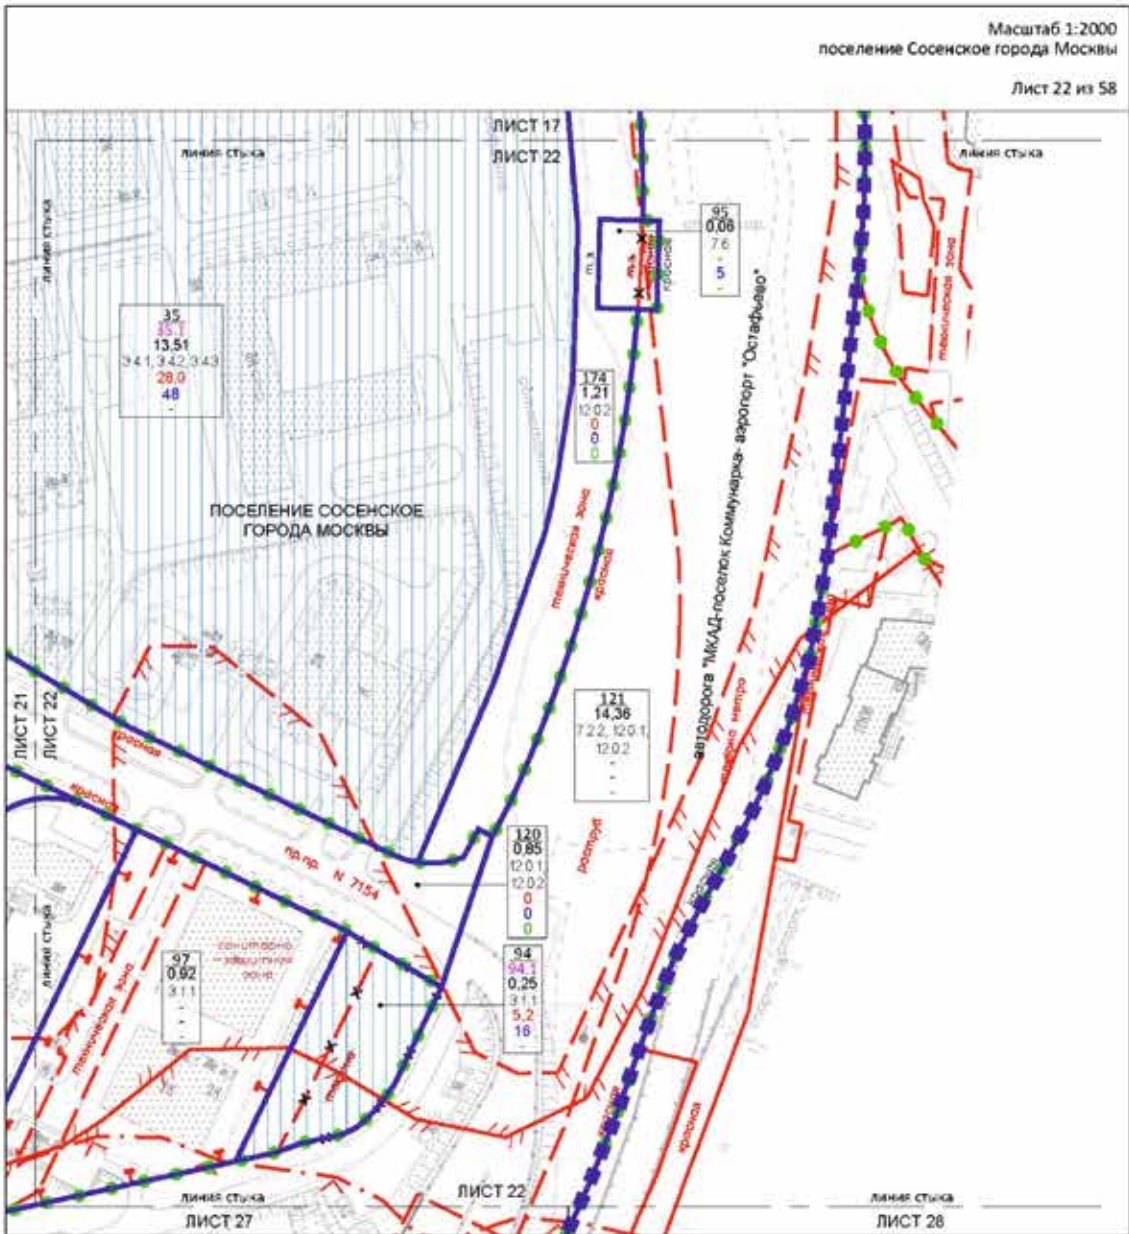 Масштаб 1:2000
поселение Сосенское города Москвы
Лист 22 из 58
ЛИСТ 17
линия стыка
ЛИСТ 22
линия стыка
линия стыка
95
0,06
7.6
-
5
-
т.з.
т.з.
красная
35
35.1
13,51
3.4.1, 3.4.2, 3.4.3
28,0
48
-
174
1,21
12.0.2
0
0
0
техническая зона
автодорога "МКАД-поселок Коммунарка- аэропорт "Остафьево"
ПОСЕЛЕНИЕ СОСЕНСКОЕ
ГОРОДА МОСКВЫ
техническая зона
красная
121
14,36
7.2.2, 12.0.1,
12.0.2
-
-
-
ЛИСТ 21
ЛИСТ 22
красная
красная
пр.пр. N 7154
раструб
120
0,85
12.0.1,
12.0.2
0
0
0
линия стыка
97
0,92
3.1.1
-
-
-
санитарно
– защитная
зона
техническая зона
94
94.1
0,25
3.1.1
5,2
16
-
красная
линия стыка
ЛИСТ 22
линия стыка
ЛИСТ 27
ЛИСТ 28